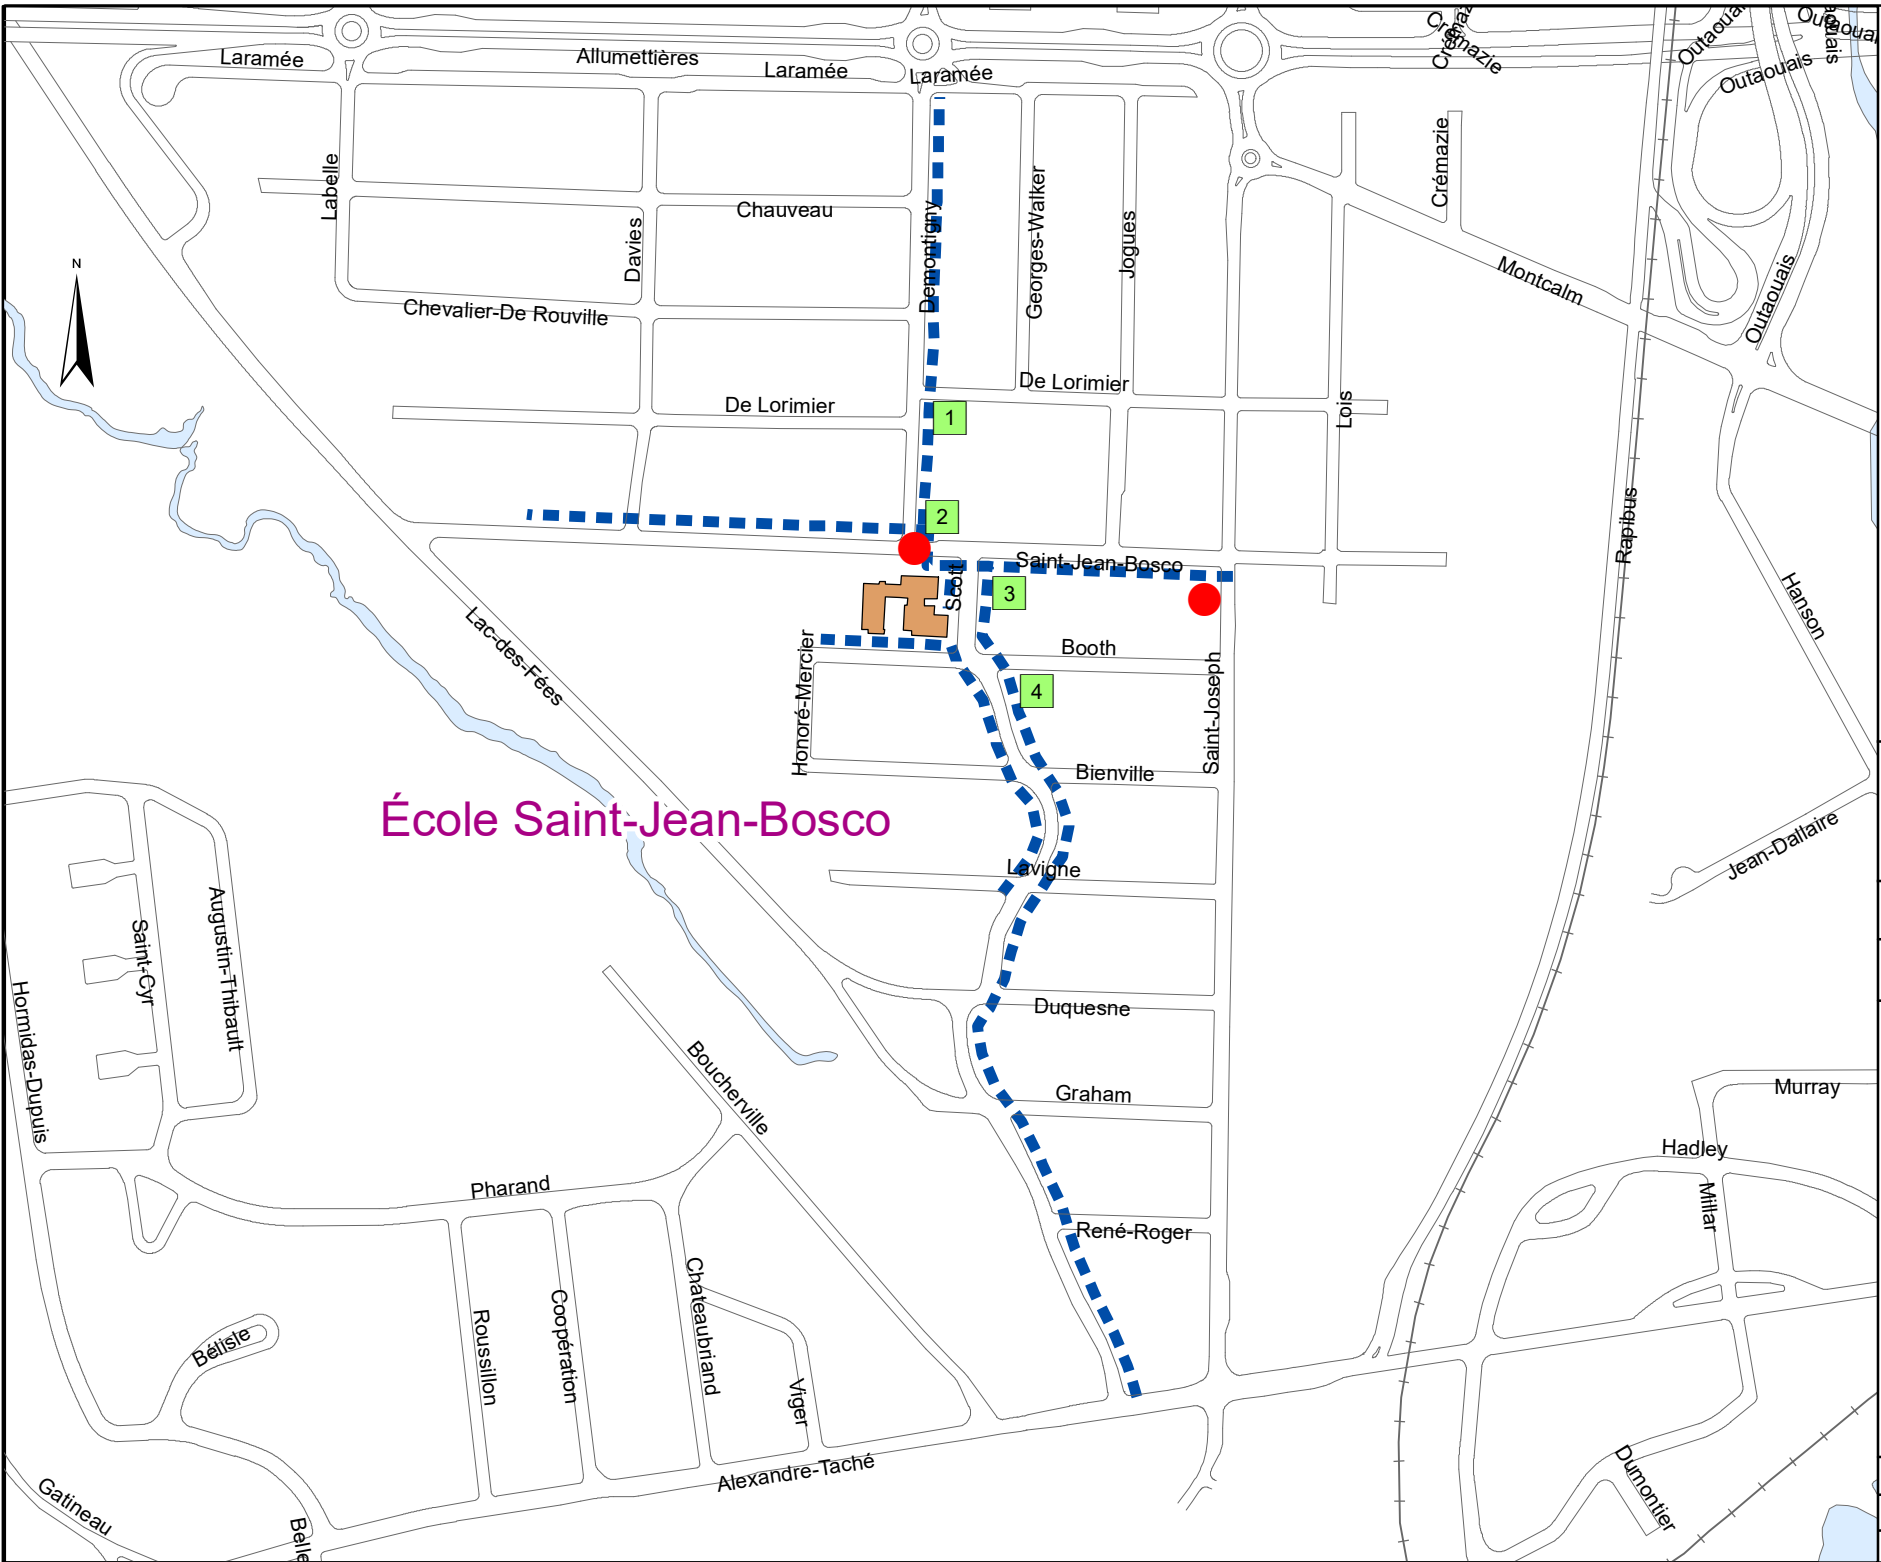 Crémazie
Crémazie
Outaouais
Outaouais
Laramée
Allumettières
Laramée
Laramée
Outaouais
Crémazie
Labelle
Chauveau
Davies
Demontigny
Georges-Walker
Jogues
N
Montcalm
Outaouais
Chevalier-De Rouville
De Lorimier
De Lorimier
Lois
1
2
Rapibus
Saint-Jean-Bosco
Scott
3
Hanson
Lac-des-Fées
Booth
Honoré-Mercier
4
Saint-Joseph
Bienville
École Saint-Jean-Bosco
Jean-Dallaire
Lavigne
Saint-Cyr
Augustin-Thibault
Hormidas-Dupuis
Duquesne
Boucherville
Graham
Murray
Hadley
Pharand
Millar
René-Roger
Chateaubriand
Coopération
Roussillon
Bélisle
Viger
Alexandre-Taché
Dumontier
Gatineau
Belle